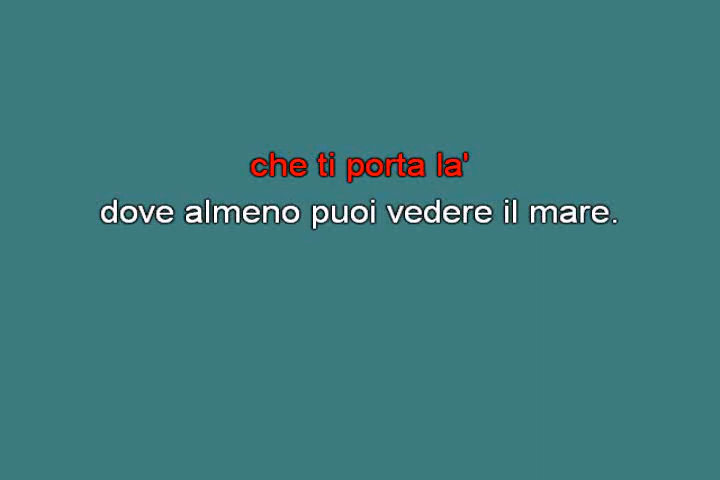 che ti porta la'
dove almeno puoi vedere il mare.